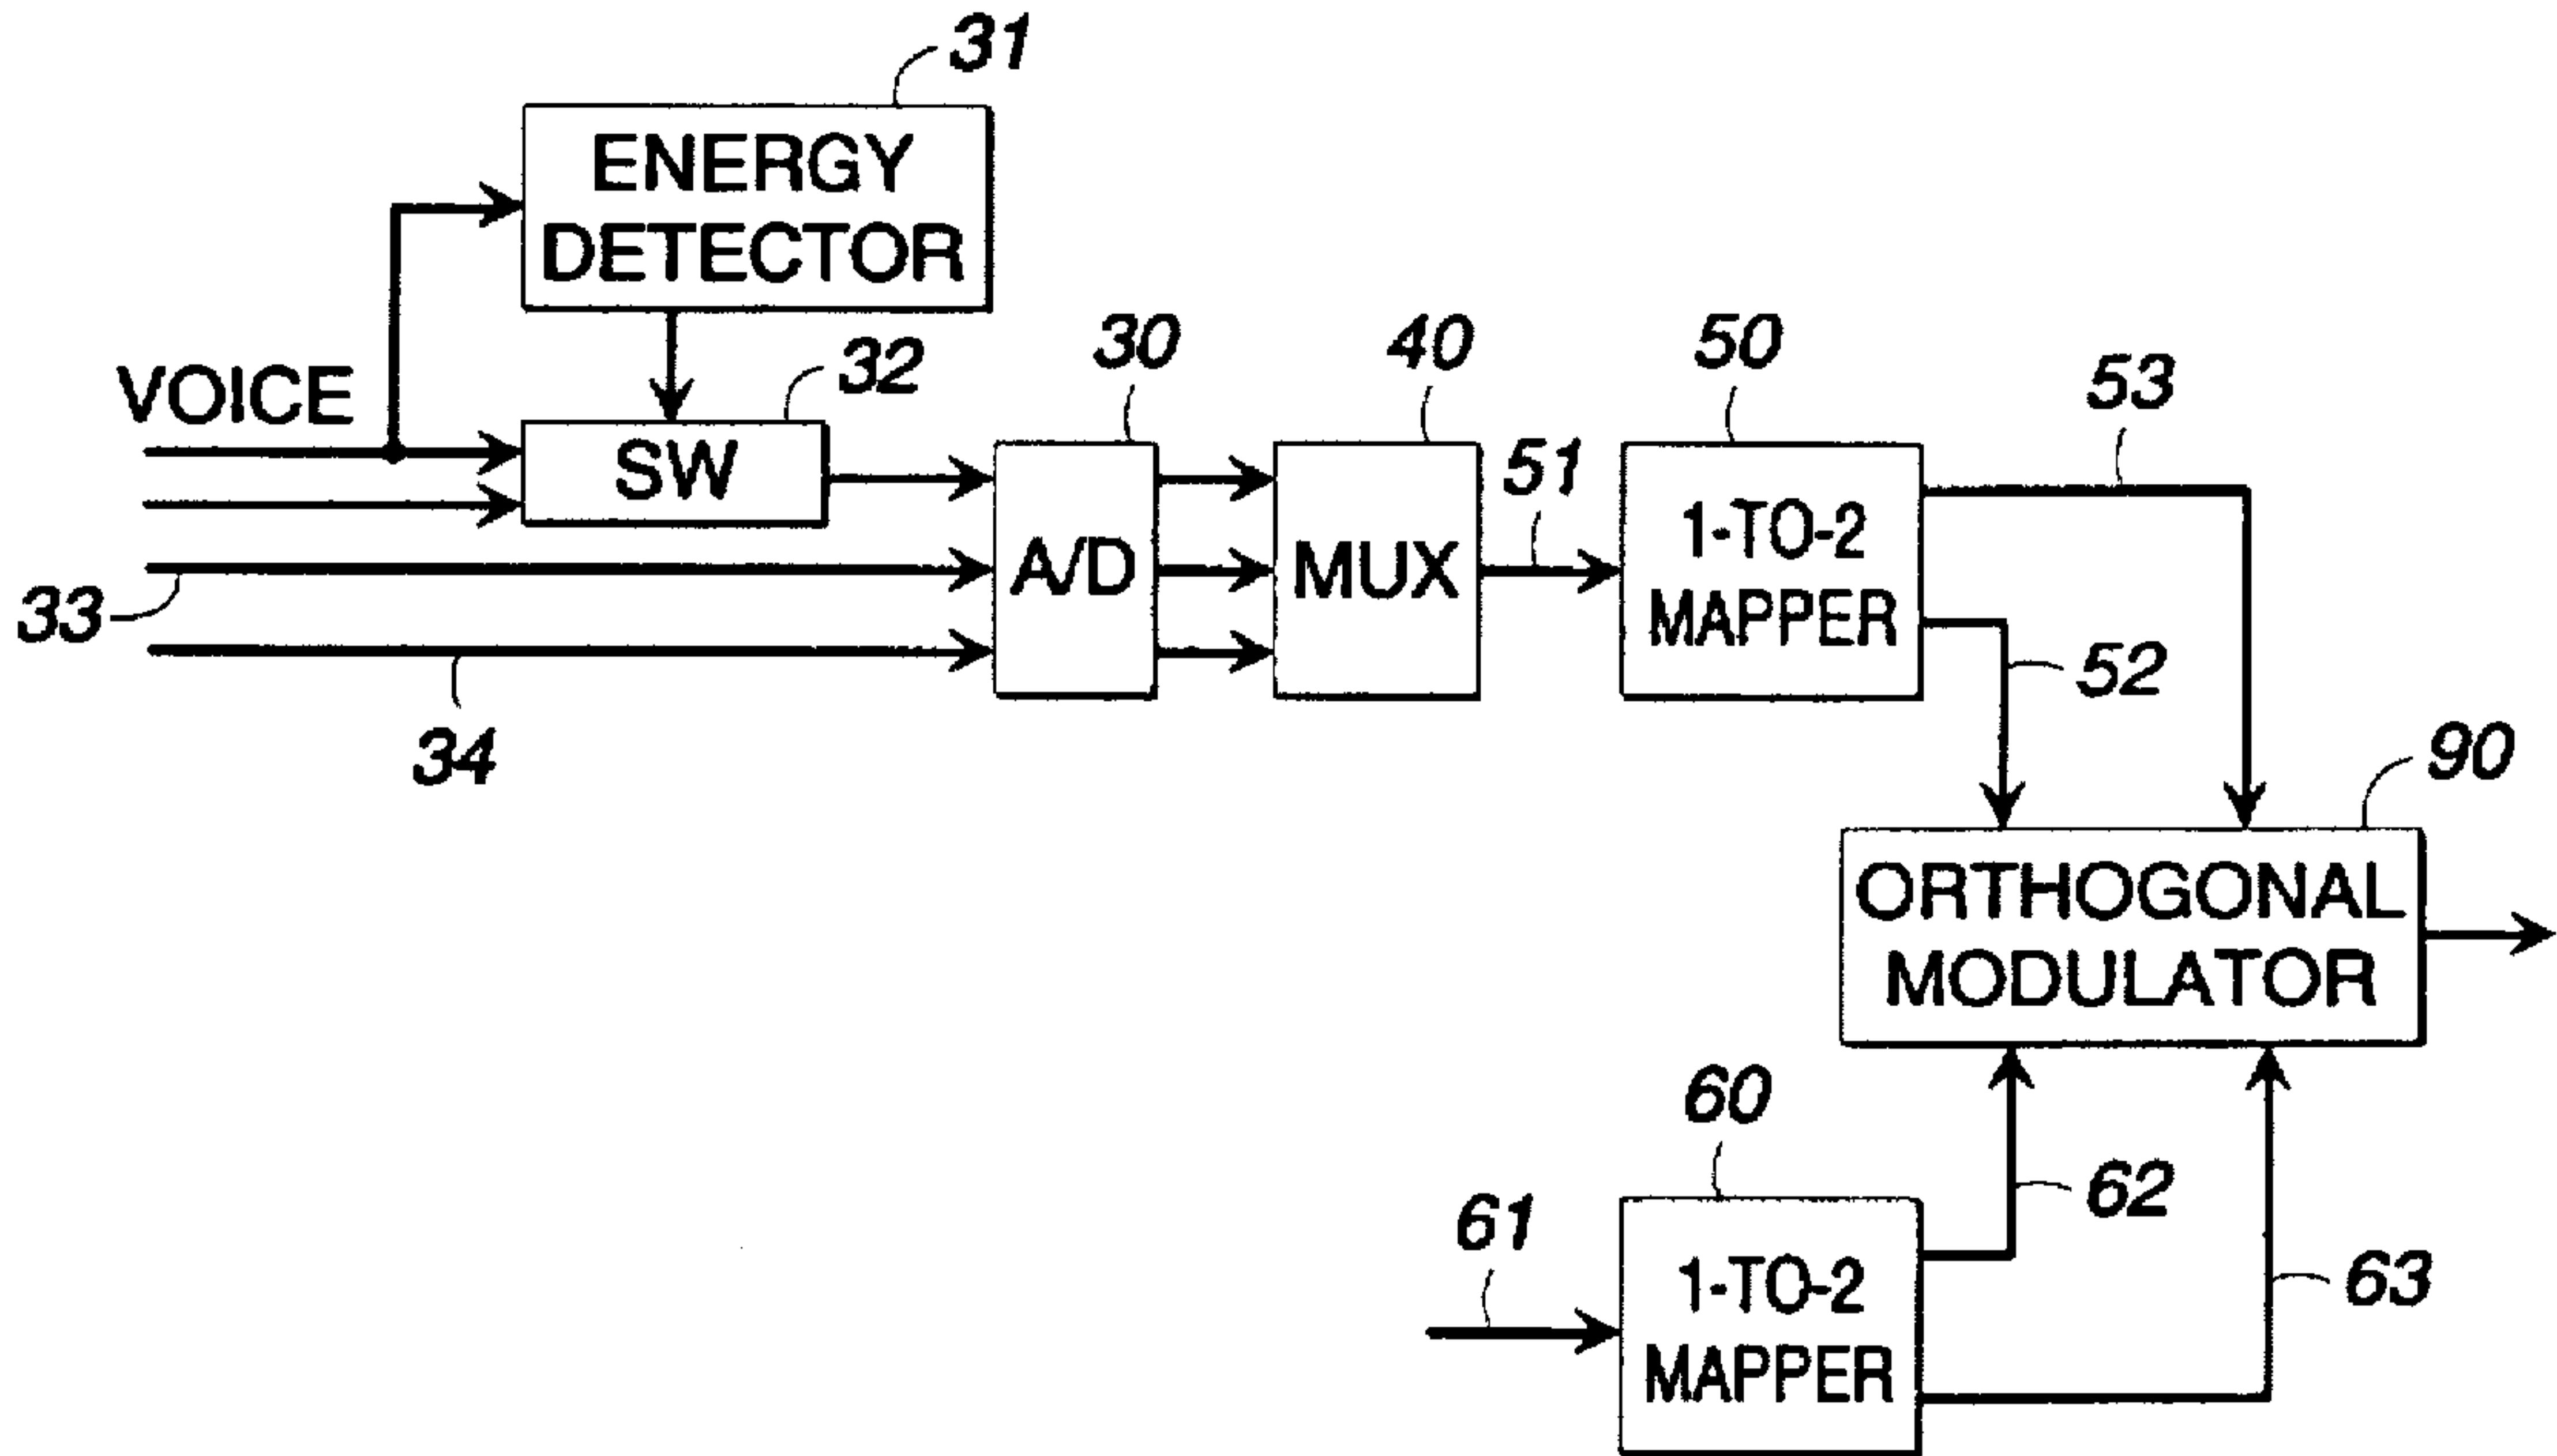 31
ENERGY
DETECTOR
VOICE
32
SW
30
40
50
53
51
A/D
MUX
1-TO-2
MAPPER
33
52
34
90
ORTHOGONAL
MODULATOR
60
61
62
1-TO-2
MAPPER
63